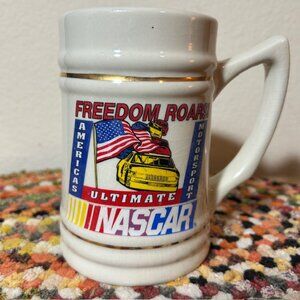 FREEDOM ROARS
AMERICAS
MOTORSPORT
ULTIMATE
NASCAR